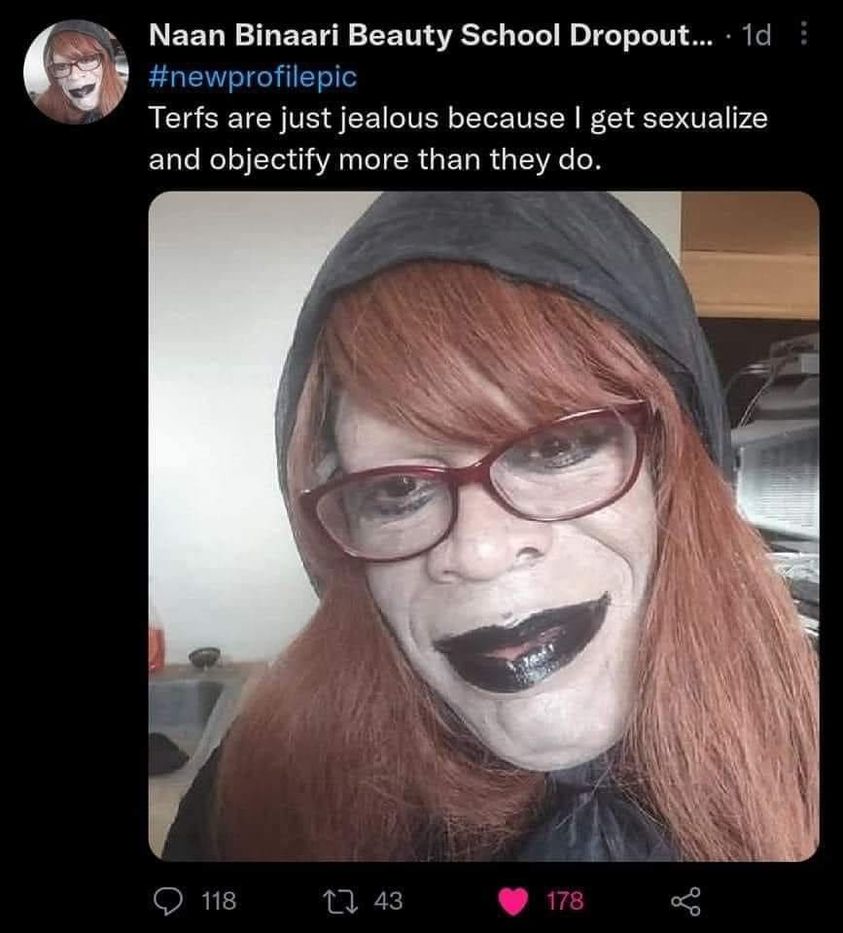 Naan Binaari Beauty School Dropout... · 1d
#newprofilepic
Terfs are just jealous because I get sexualize
and objectify more than they do.
118 43 178